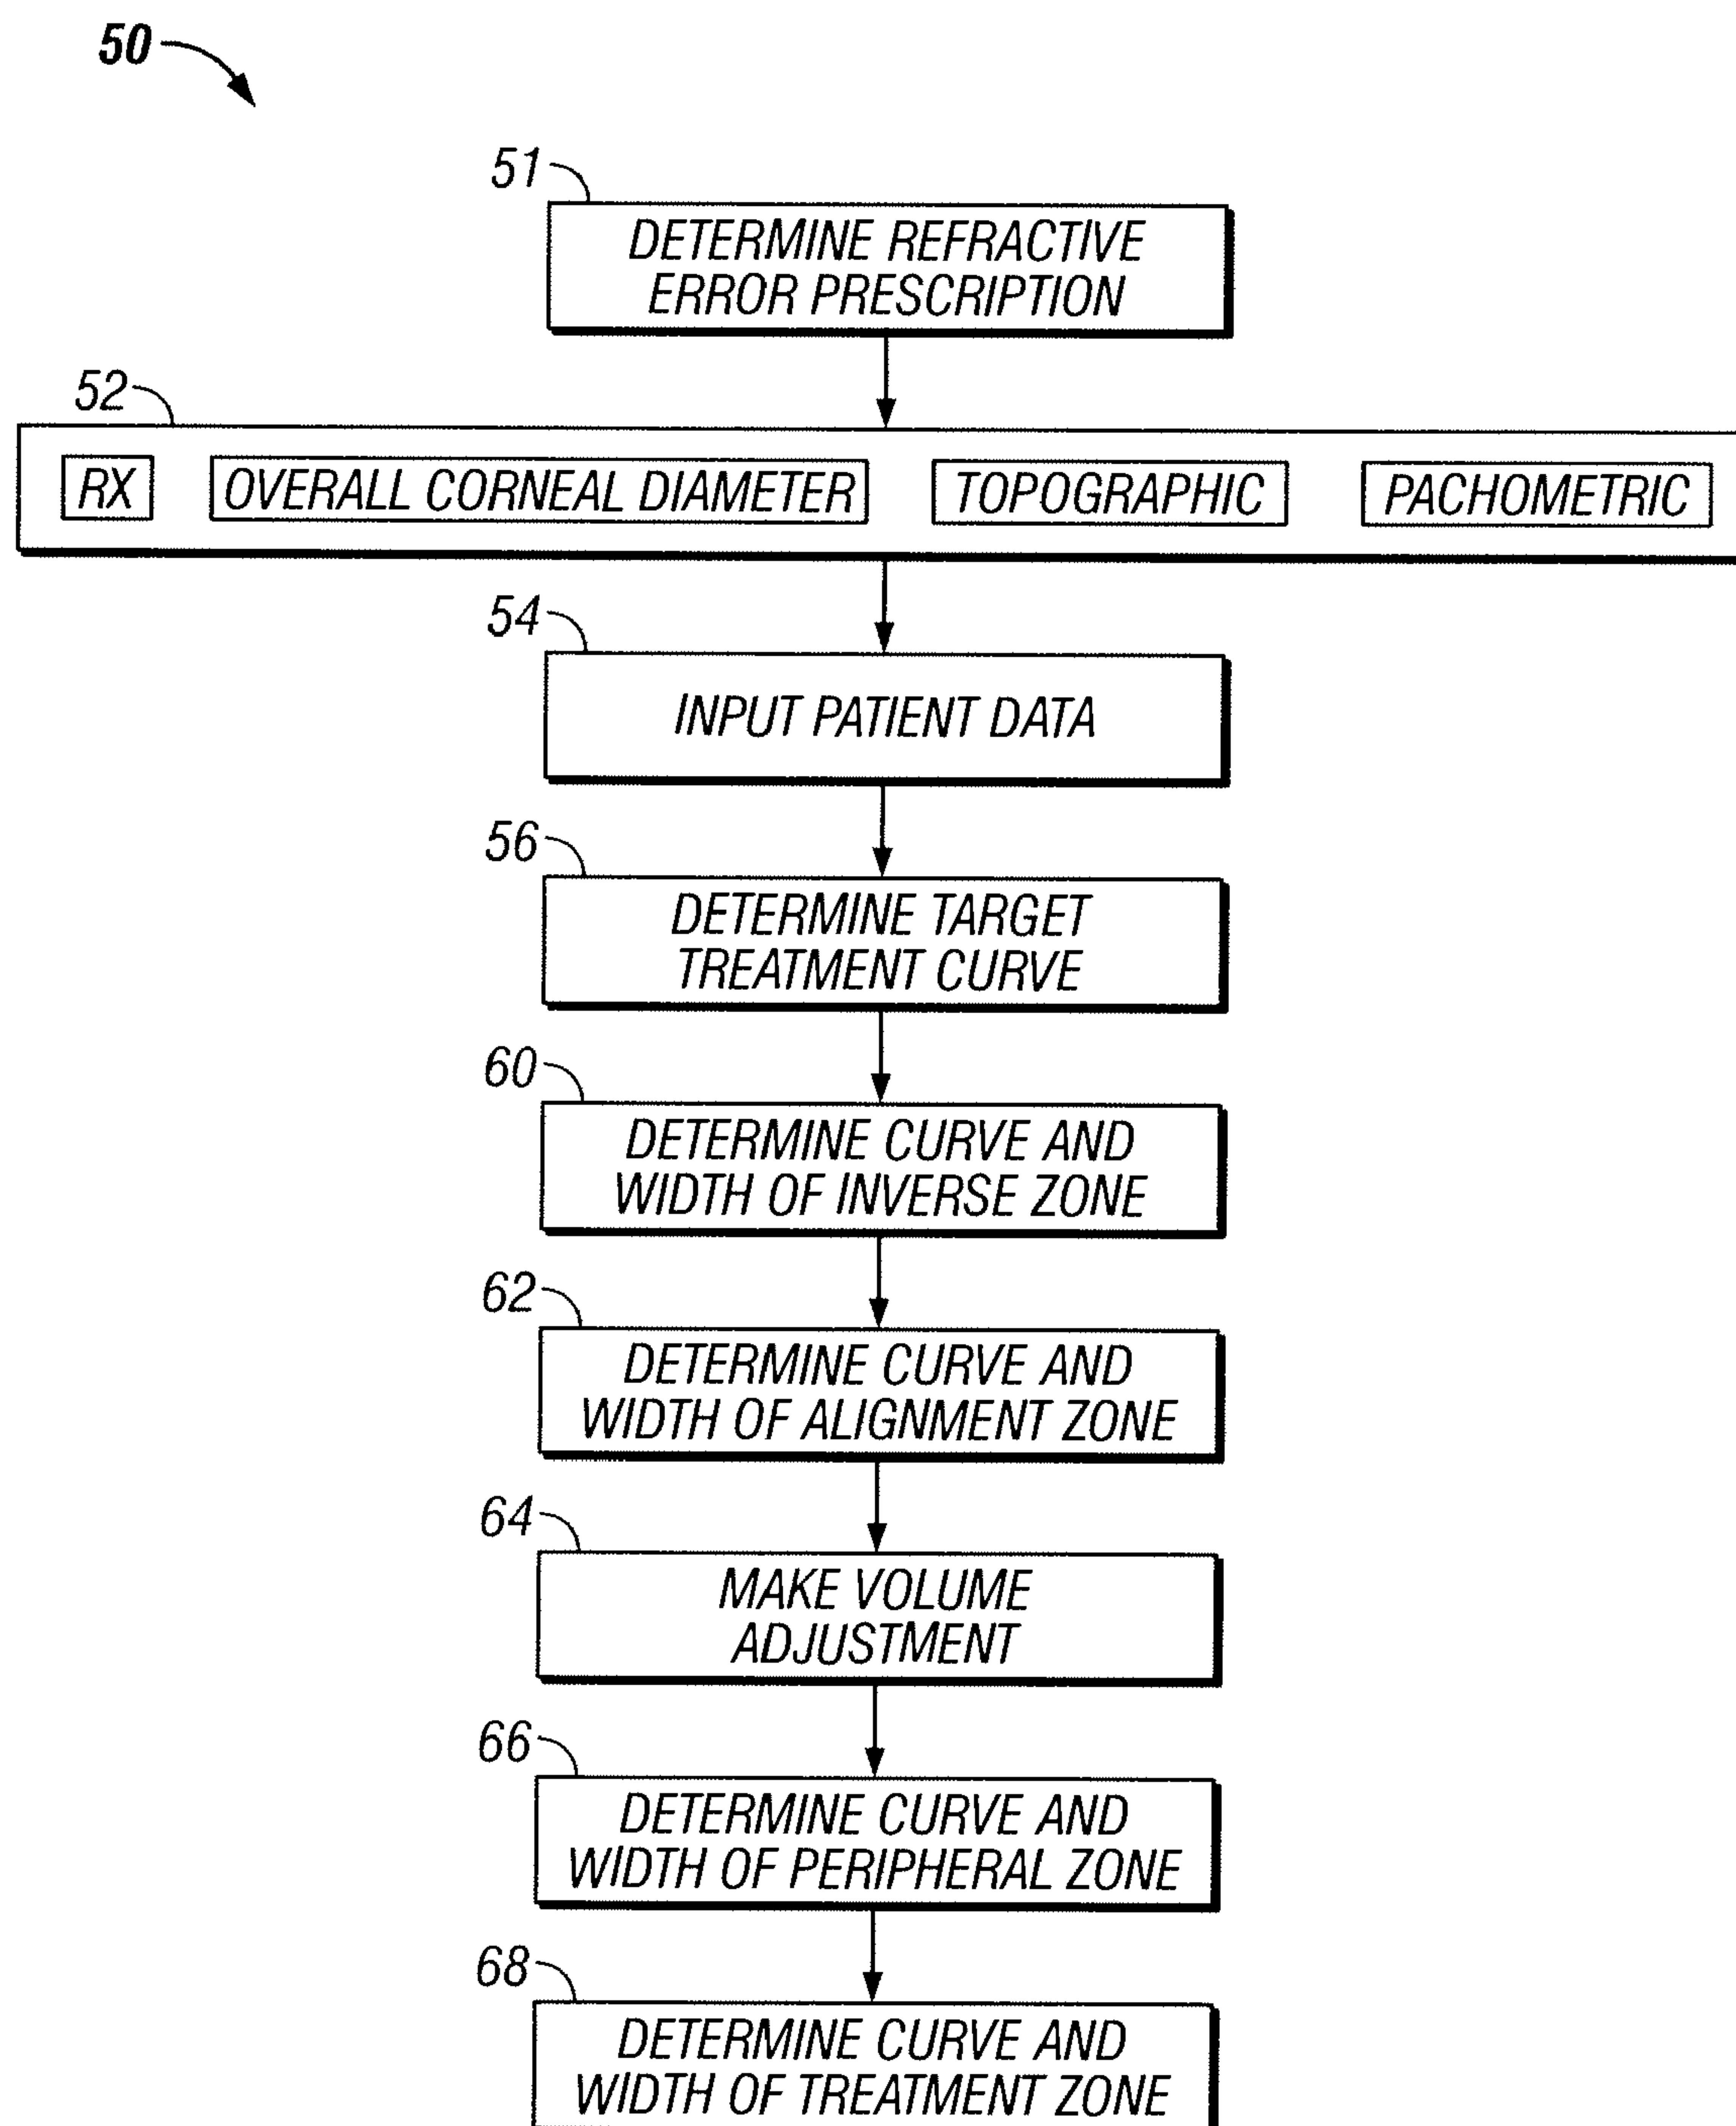 50
51
DETERMINE REFRACTIVE
ERROR PRESCRIPTION
52
RX OVERALL CORNEAL DIAMETER TOPOGRAPHIC PACHOMETRIC
54
INPUT PATIENT DATA
56
DETERMINE TARGET
TREATMENT CURVE
60
DETERMINE CURVE AND
WIDTH OF INVERSE ZONE
62
DETERMINE CURVE AND
WIDTH OF ALIGNMENT ZONE
64
MAKE VOLUME
ADJUSTMENT
66
DETERMINE CURVE AND
WIDTH OF PERIPHERAL ZONE
68
DETERMINE CURVE AND
WIDTH OF TREATMENT ZONE